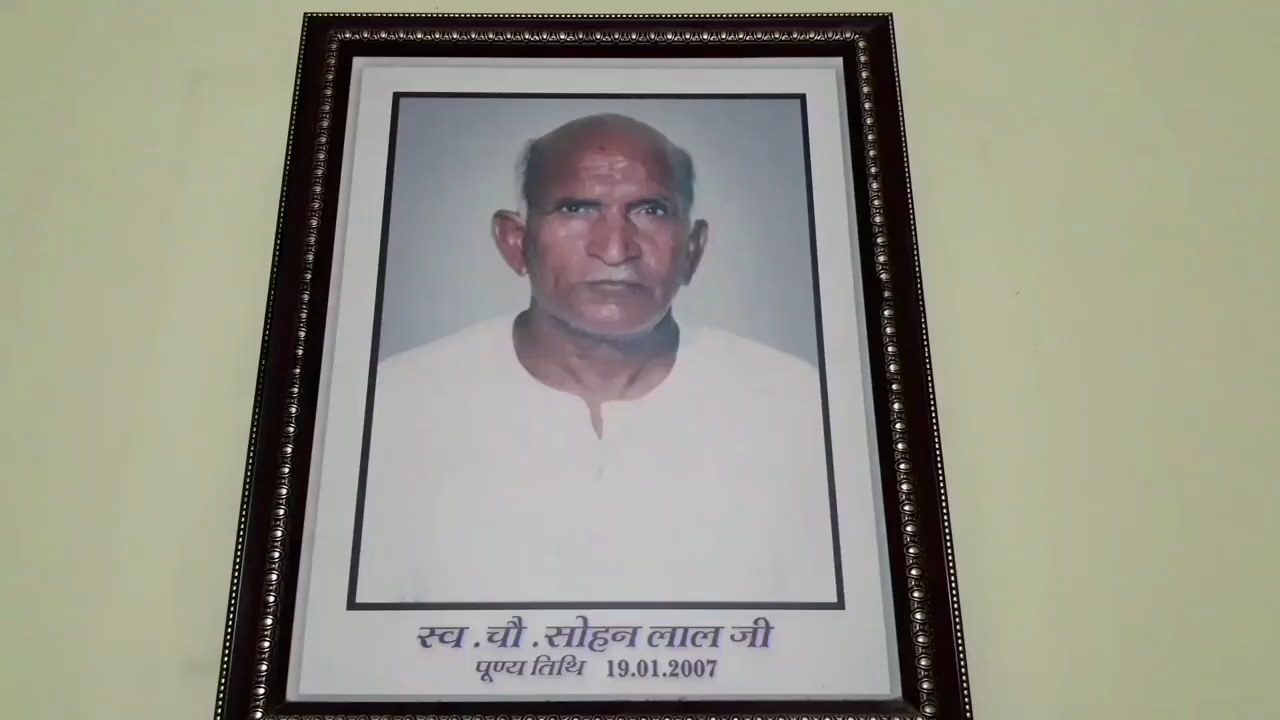 स्व .चौ .सोहन लाल जी
पूण्य तिथि 19.01.2007